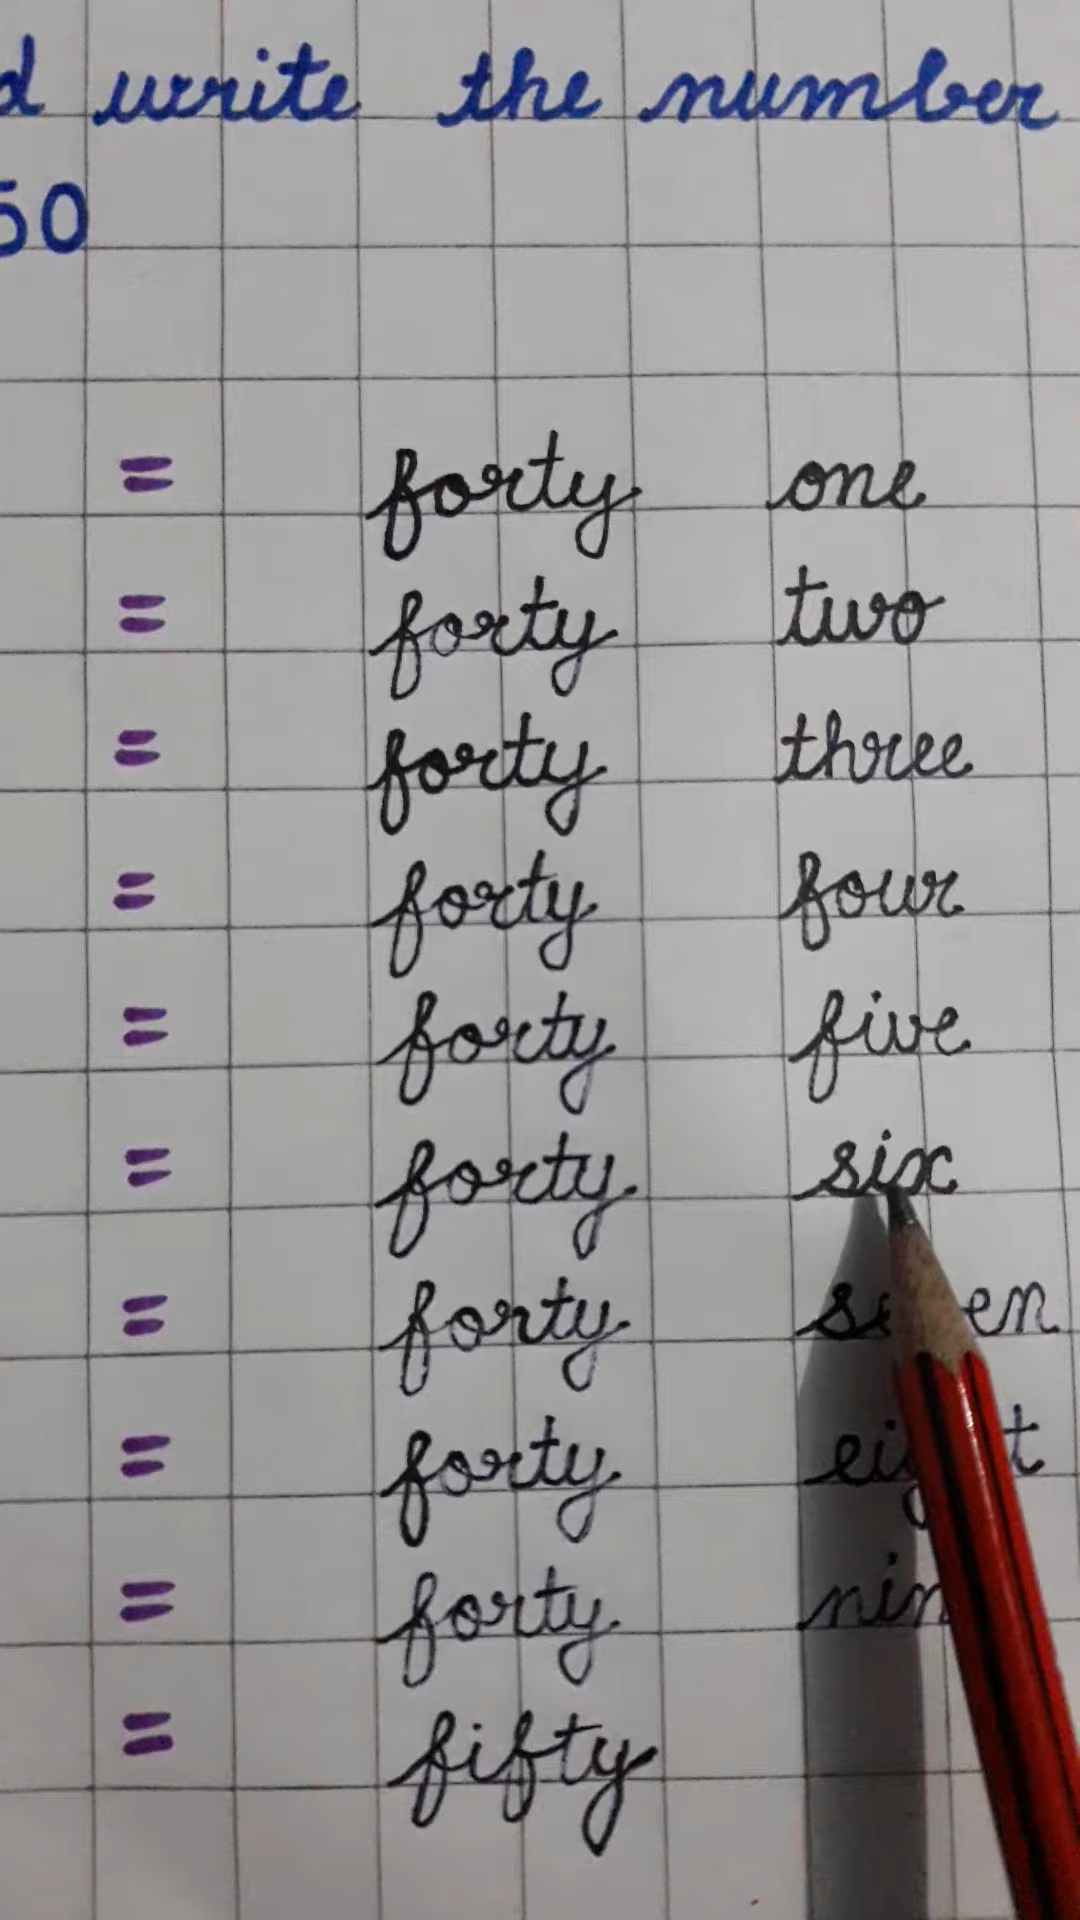 write the number
50
= forty one
= forty two
= forty three
= forty four
= forty five
= forty six
= forty
= forty
= forty
= fifty